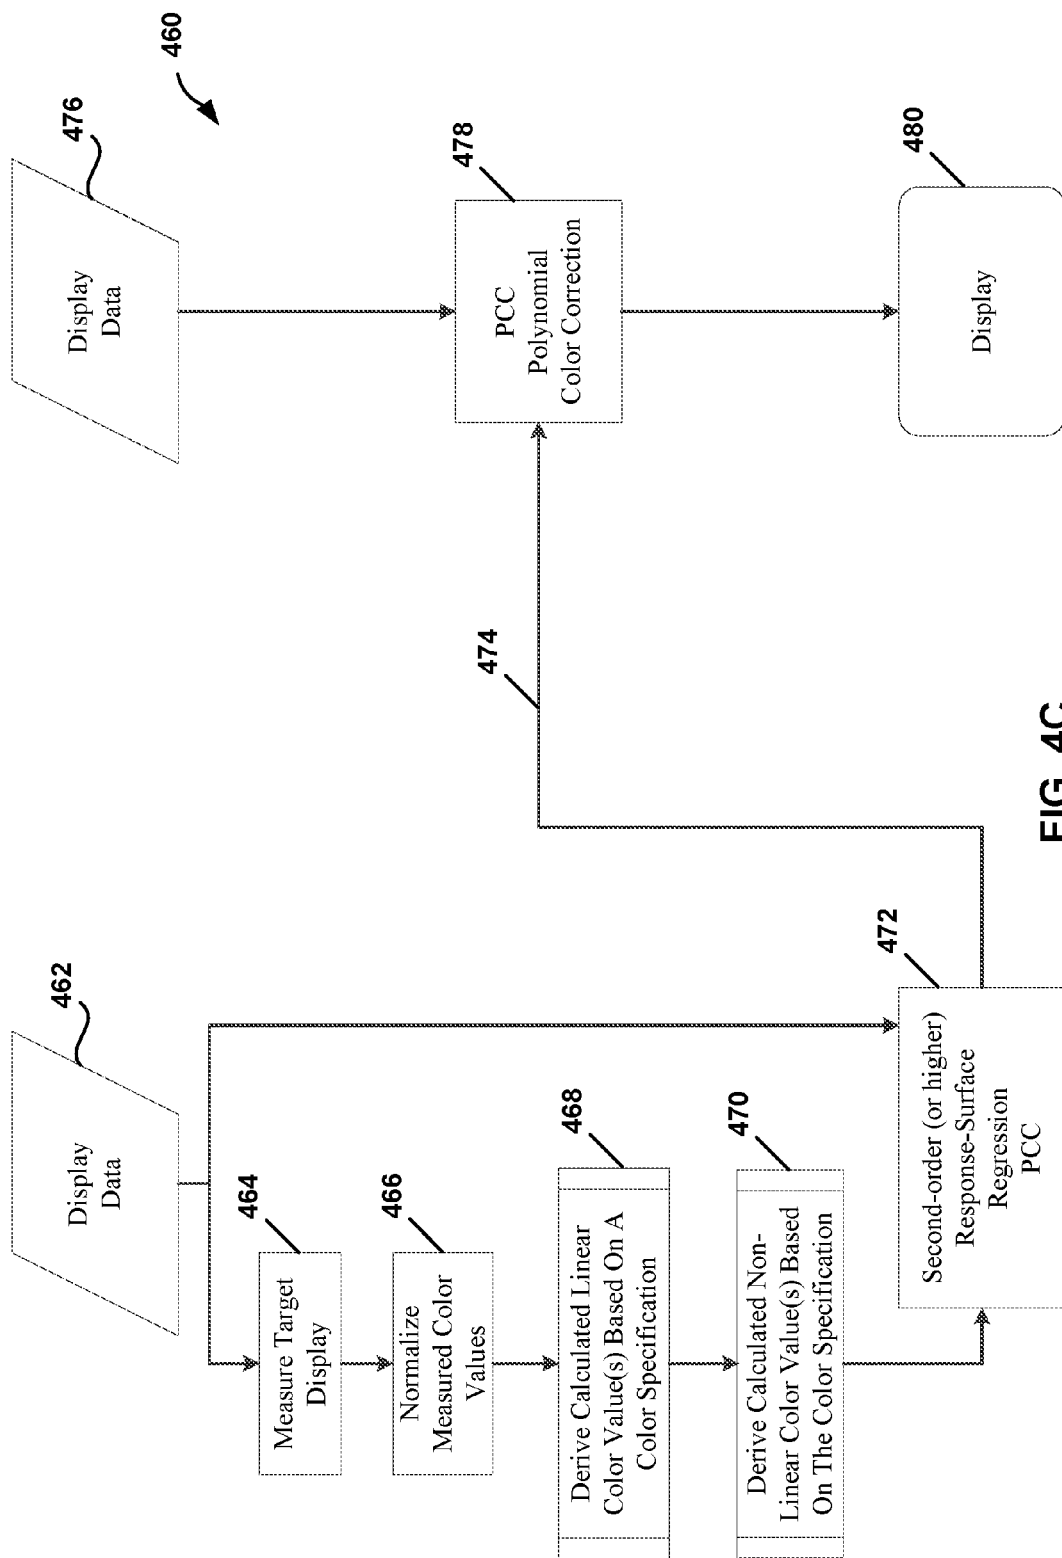 Display
Data
462
Measure Target
Display
464
Normalize
Measured Color
Values
466
Derive Calculated Linear
Color Value(s) Based On A
Color Specification
468
Derive Calculated Non-
Linear Color Value(s) Based
On The Color Specification
470
Second-order (or higher)
Response-Surface
Regression
PCC
472
474
Display
Data
476
460
PCC
Polynomial
Color Correction
478
Display
480
FIG. 4C